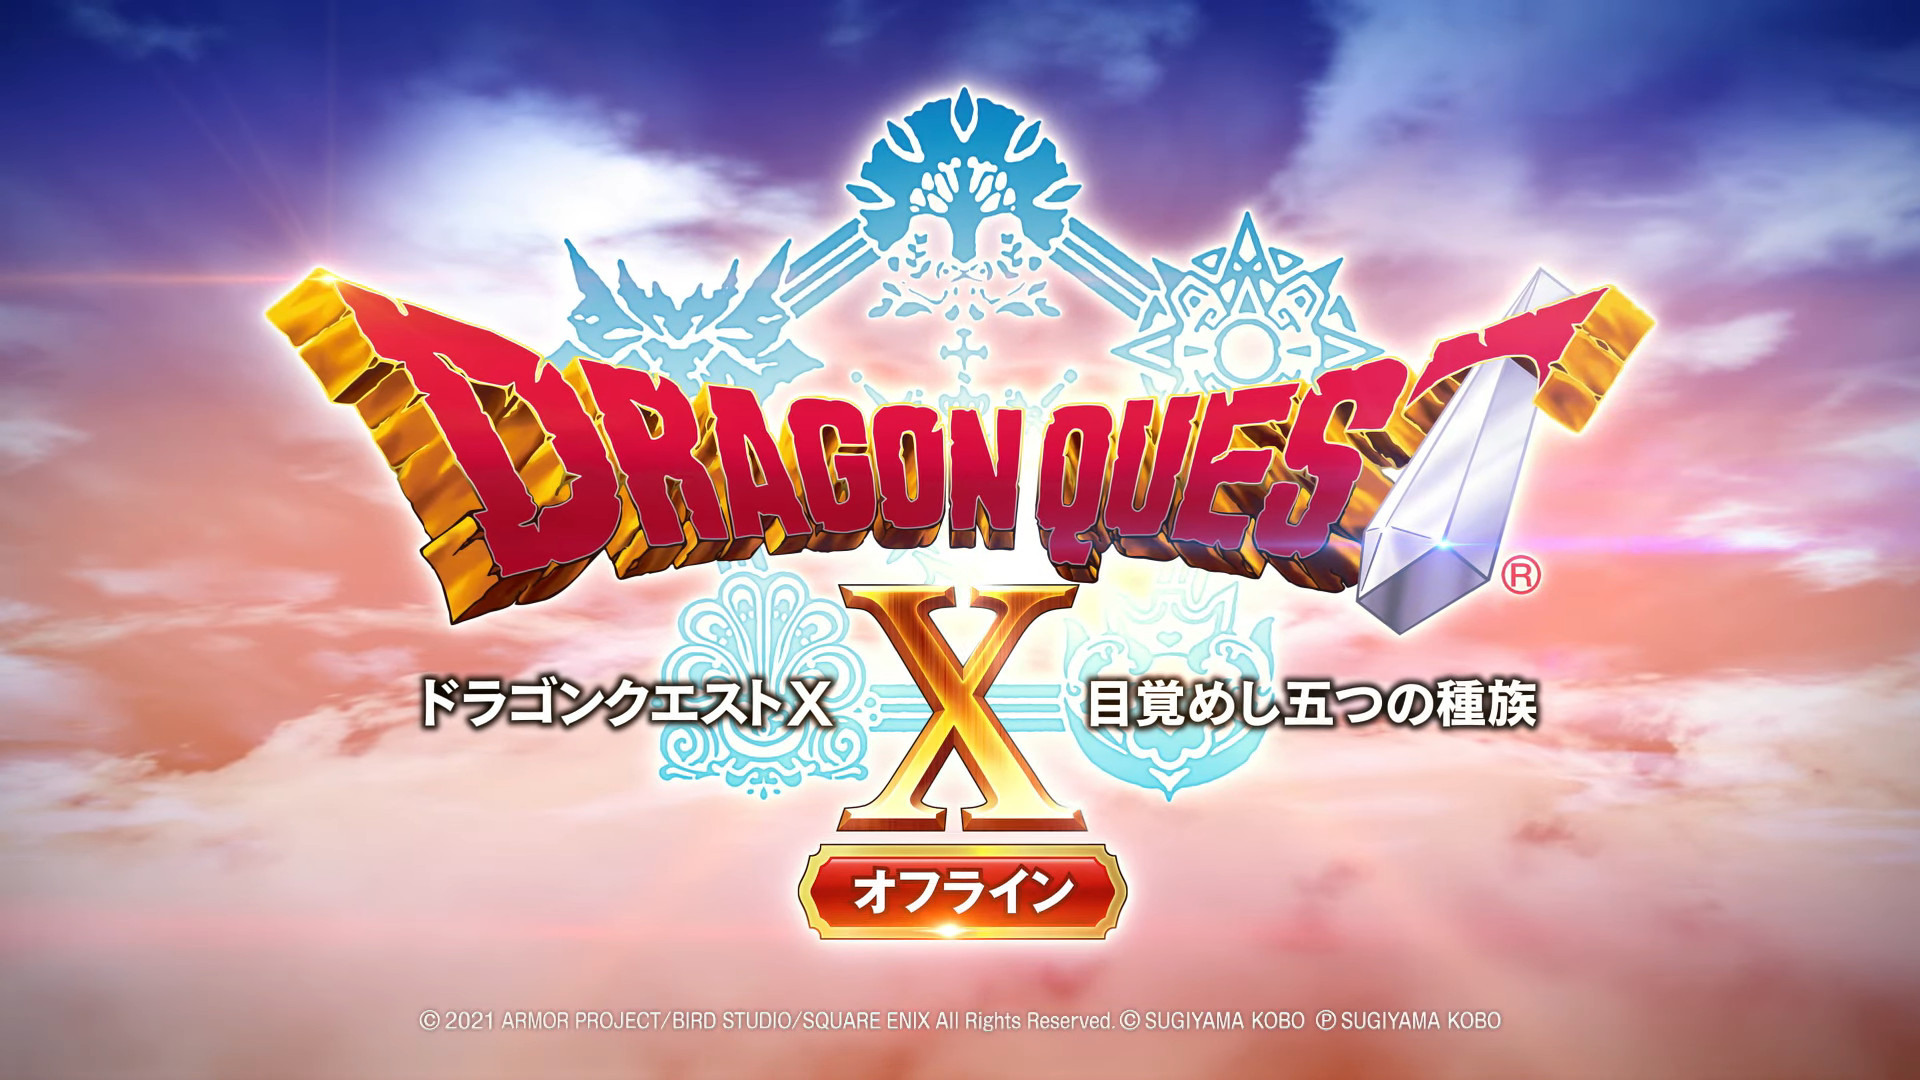 DRAGON QUEST
®
X
ドラゴンクエストX 目覚めし五つの種族
オフライン
© 2021 ARMOR PROJECT/BIRD STUDIO/SQUARE ENIX All Rights Reserved. © SUGIYAMA KOBO ℗ SUGIYAMA KOBO